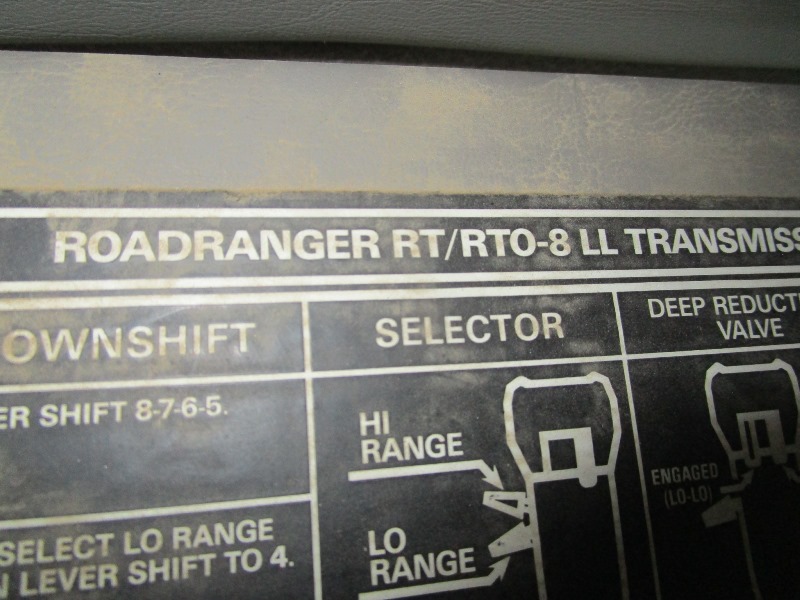 ROADRANGER RT/RTO-8 LL TRANSMISS
OWNSHIFT
ER SHIFT 8-7-6-5.
SELECT LO RANGE
N LEVER SHIFT TO 4.
SELECTOR
HI
RANGE
LO
RANGE
DEEP REDUCTI
VALVE
ENGAGED
(LO-LO)